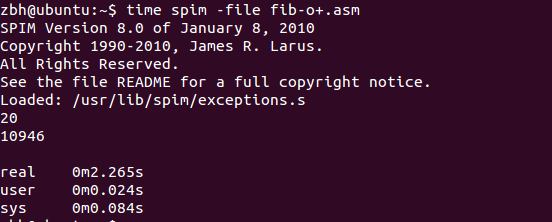 zbh@ubuntu:~$ time spim -file fib-o+.asm
SPIM Version 8.0 of January 8, 2010
Copyright 1990-2010, James R. Larus.
All Rights Reserved.
See the file README for a full copyright notice.
Loaded: /usr/lib/spim/exceptions.s
20
10946
real 0m2.265s
user 0m0.024s
sys 0m0.084s